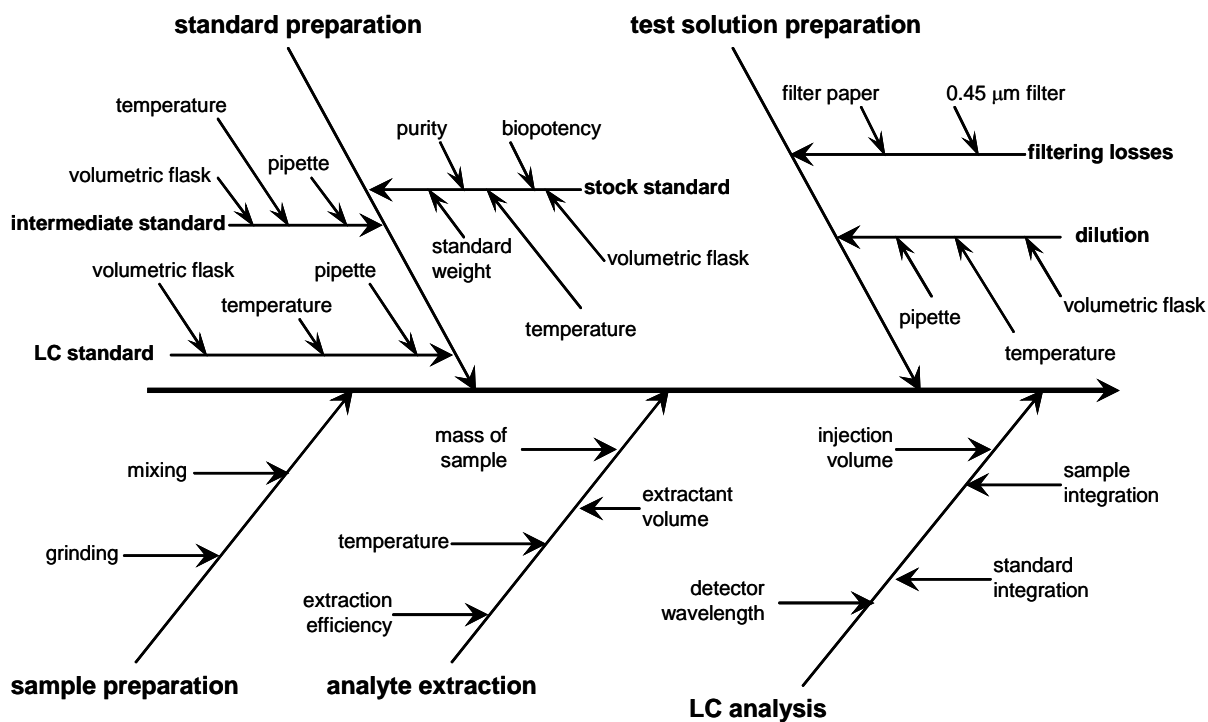 standard preparation
test solution preparation
temperature
purity
biopotency
filter paper
0.45 μm filter
volumetric flask
pipette
filtering losses
stock standard
intermediate standard
standard
weight
volumetric flask
dilution
volumetric flask
pipette
temperature
temperature
pipette
volumetric flask
LC standard
temperature
mass of
sample
injection
volume
mixing
sample
integration
extractant
volume
grinding
temperature
standard
integration
detector
wavelength
extraction
efficiency
sample preparation
analyte extraction
LC analysis